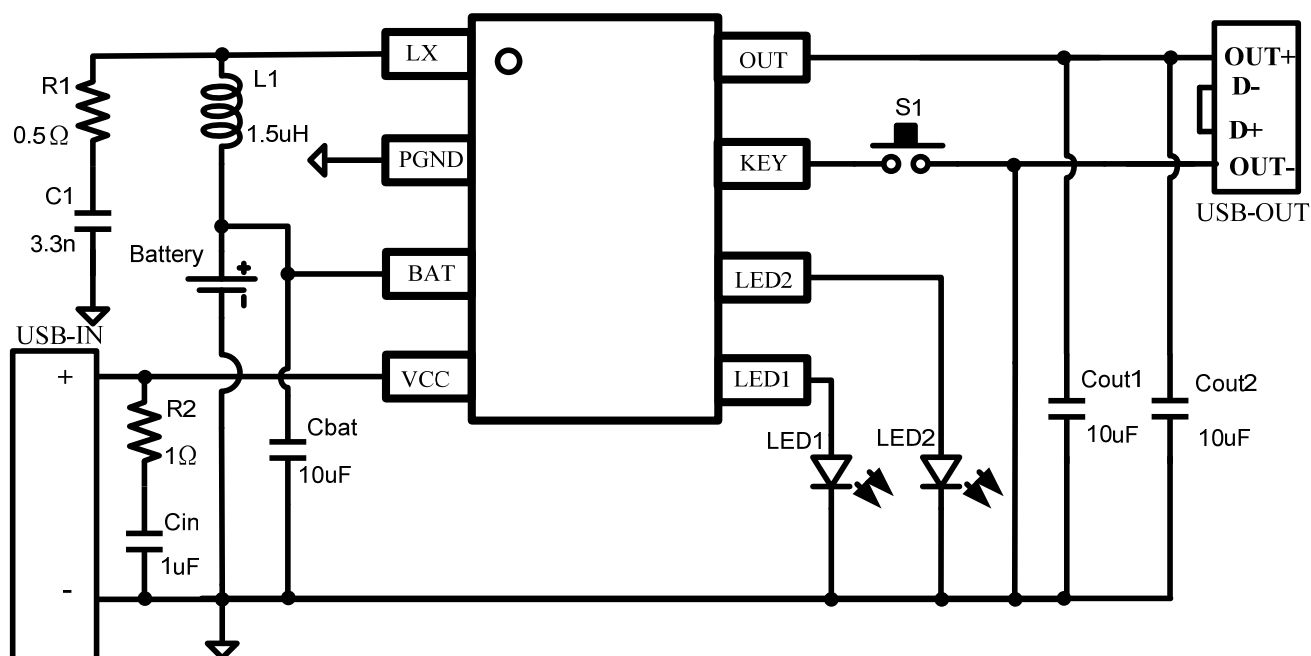 LX
OUT
OUT+
R1
L1
D-
0.5Ω
1.5uH
S1
D+
PGND
KEY
OUT-
C1
USB-OUT
3.3n
Battery
+
-
BAT
LED2
USB-IN
+
VCC
LED1
R2
1Ω
Cbat
10uF
Cout1
10uF
Cout2
10uF
LED1
LED2
Cin
1uF
-